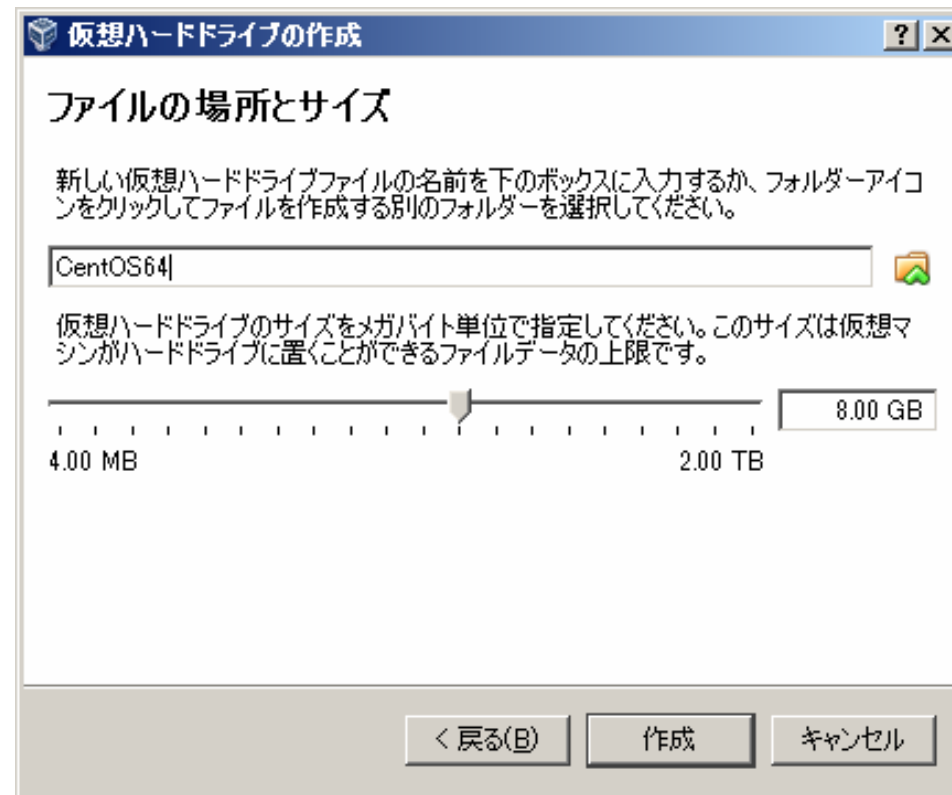 仮想ハードドライブの作成
ファイルの場所とサイズ
新しい仮想ハードドライブファイルの名前を下のボックスに入力するか、フォルダーアイコ
ンをクリックしてファイルを作成する別のフォルダーを選択してください。
CentOS64
仮想ハードドライブのサイズをメガバイト単位で指定してください。このサイズは仮想マ
シンがハードドライブに置くことができるファイルデータの上限です。
8.00 GB
4.00 MB 2.00 TB
< 戻る(B) 作成 キャンセル